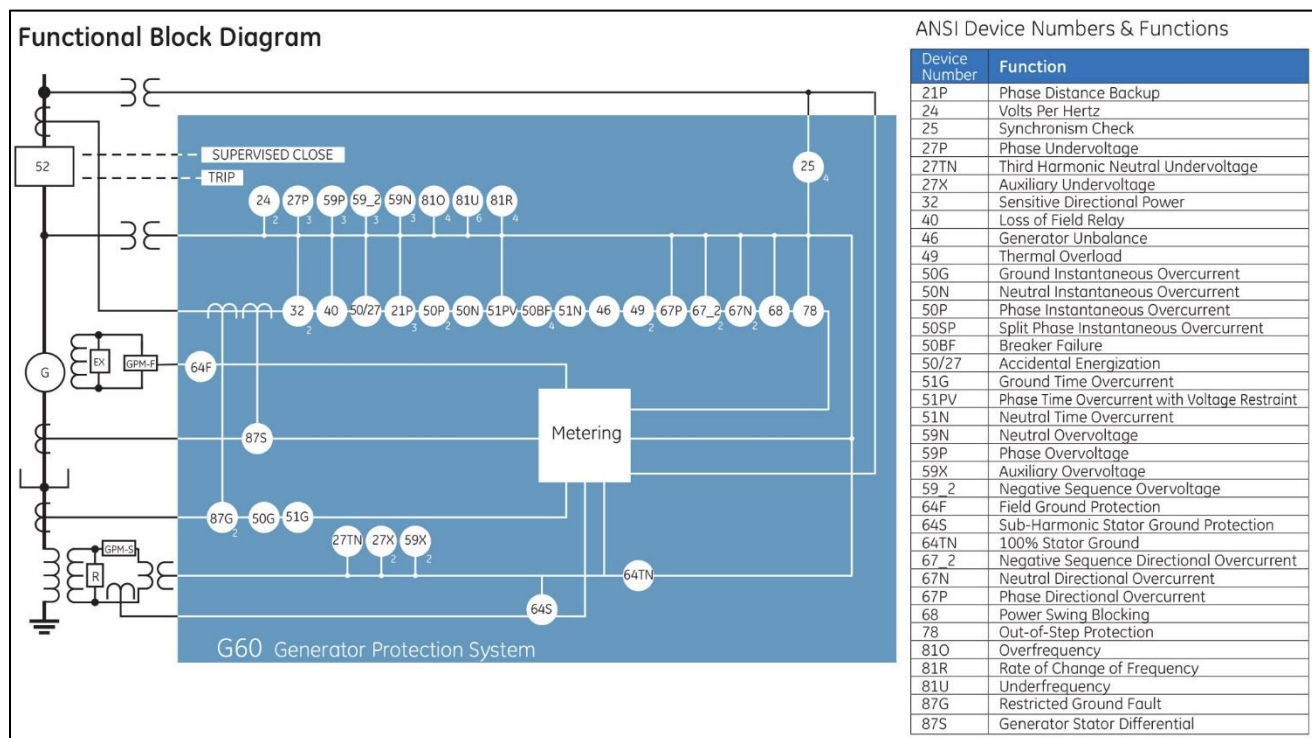 Functional Block Diagram
52
SUPERVISED CLOSE
TRIP
25
4
24
2
27P
3
59P
3
59_2
3
59N
3
81O
4
81U
6
81R
4
32
2
40
50/27
21P
3
50P
2
50N
51PV
50BF
4
51N
46
49
2
67P
67_2
2
67N
2
68
78
G
EX
GPM-F
64F
87S
Metering
87G
2
50G
51G
GPM-S
R
27TN
27X
2
59X
2
64TN
64S
G60 Generator Protection System
ANSI Device Numbers & Functions
Device Number Function
21P Phase Distance Backup
24 Volts Per Hertz
25 Synchronism Check
27P Phase Undervoltage
27TN Third Harmonic Neutral Undervoltage
27X Auxiliary Undervoltage
32 Sensitive Directional Power
40 Loss of Field Relay
46 Generator Unbalance
49 Thermal Overload
50G Ground Instantaneous Overcurrent
50N Neutral Instantaneous Overcurrent
50P Phase Instantaneous Overcurrent
50SP Split Phase Instantaneous Overcurrent
50BF Breaker Failure
50/27 Accidental Energization
51G Ground Time Overcurrent
51PV Phase Time Overcurrent with Voltage Restraint
51N Neutral Time Overcurrent
59N Neutral Overvoltage
59P Phase Overvoltage
59X Auxiliary Overvoltage
59_2 Negative Sequence Overvoltage
64F Field Ground Protection
64S Sub-Harmonic Stator Ground Protection
64TN 100% Stator Ground
67_2 Negative Sequence Directional Overcurrent
67N Neutral Directional Overcurrent
67P Phase Directional Overcurrent
68 Power Swing Blocking
78 Out-of-Step Protection
81O Overfrequency
81R Rate of Change of Frequency
81U Underfrequency
87G Restricted Ground Fault
87S Generator Stator Differential